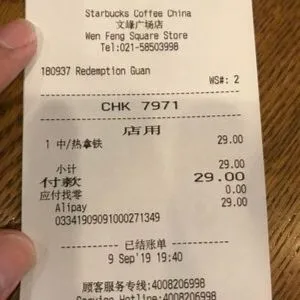 Starbucks Coffee China
文峰广场店
Wen Feng Square Store
Tel:021-58503998
180937 Redemption Guan
WS#: 2
CHK 7971
店用
1 中/热拿铁 29.00
小计 29.00
付款 29.00
应付找零 0.00
Alipay 29.00
03341909091000271349
已结账单
9 Sep'19 19:40
顾客服务专线:4008206998
Service Hotline:4008206998